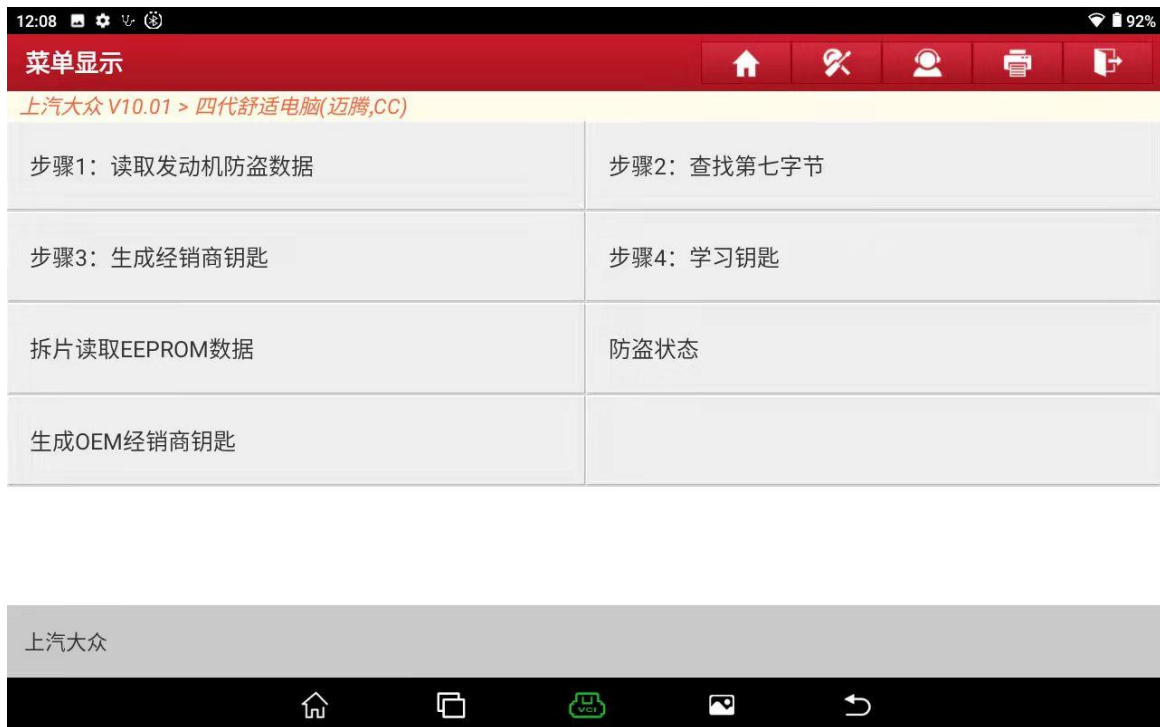 12:08
92%
菜单显示
上汽大众 V10.01 > 四代舒适电脑(迈腾,CC)
步骤1：读取发动机防盗数据
步骤2：查找第七字节
步骤3：生成经销商钥匙
步骤4：学习钥匙
拆片读取EEPROM数据
防盗状态
生成OEM经销商钥匙
上汽大众
VCI